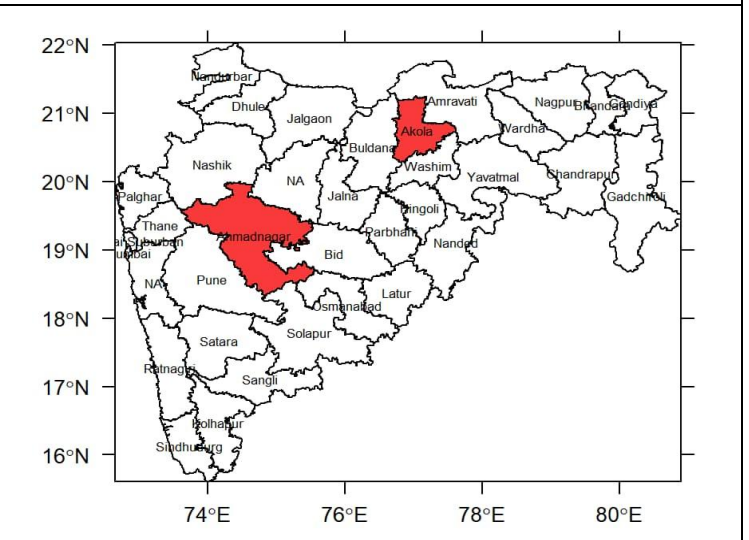 22°N
21°N
20°N
19°N
18°N
17°N
16°N
74°E
76°E
78°E
80°E
Nandurbar
Dhule
Jalgaon
Amravati
Nagpur
Bhandara
Gondiya
Akola
Wardha
Buldana
Nashik
Washim
Yavatmal
Chandrapur
NA
Palghar
Jalna
Hingoli
Gadchiroli
Thane
Ahmadnagar
Parbhani
Nanded
Bid
NA
Pune
Latur
Osmanabad
Satara
Solapur
Ratnagiri
Sangli
Kolhapur
Sindhudurg